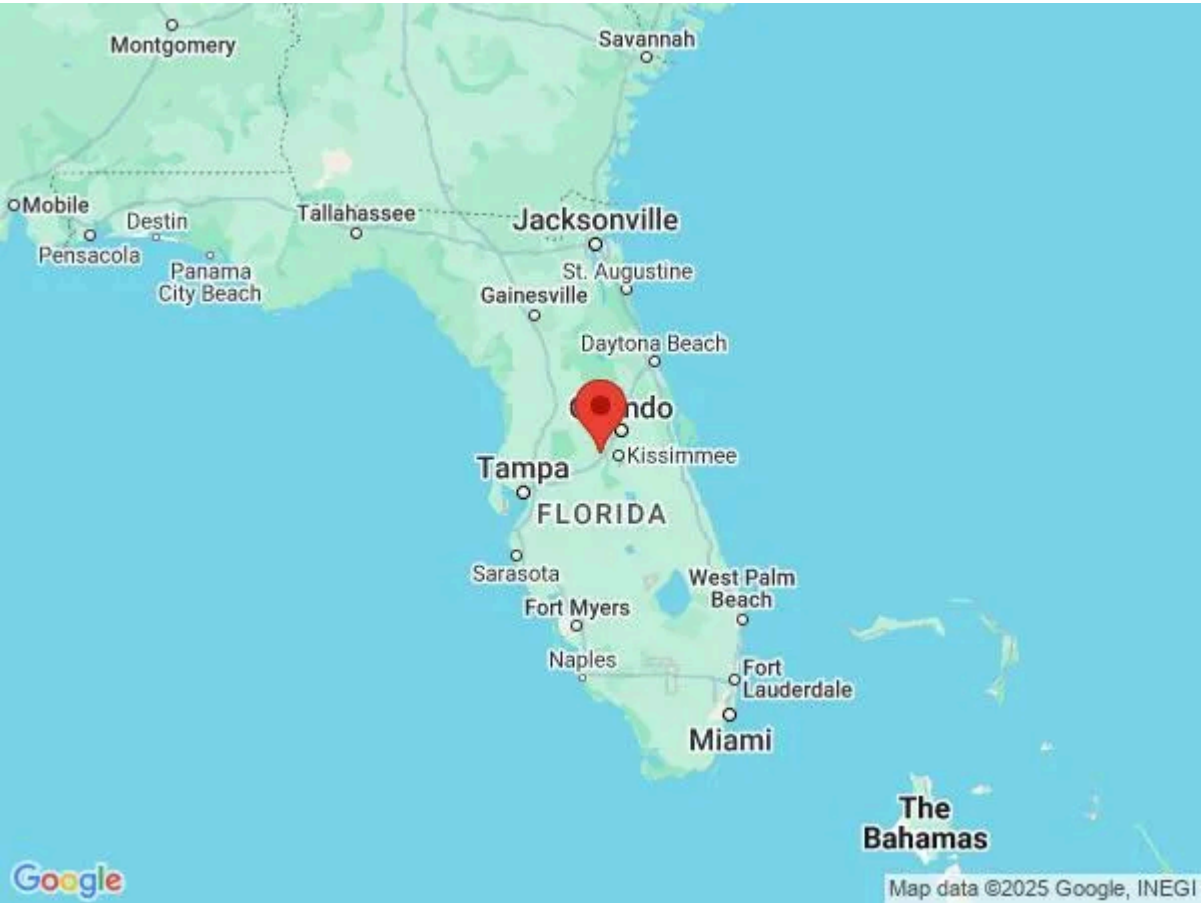 Montgomery
Savannah
Mobile
Destin
Tallahassee
Jacksonville
Pensacola
Panama
City Beach
St. Augustine
Gainesville
Daytona Beach
ndo
Kissimmee
Tampa
FLORIDA
Sarasota
West Palm
Beach
Fort Myers
Naples
Fort
Lauderdale
Miami
The
Bahamas
Google
Map data ©2025 Google, INEGI